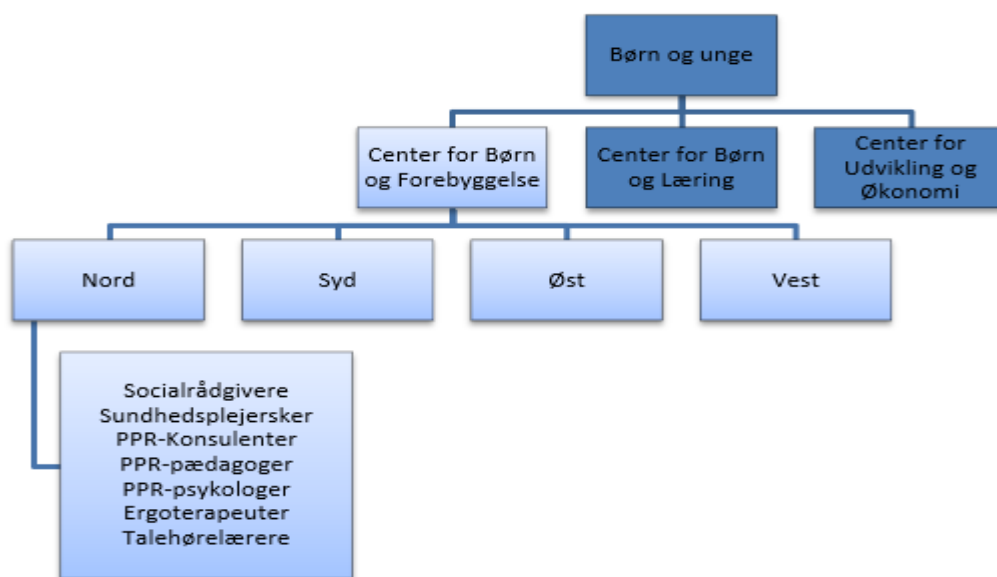 Børn og unge
Center for Børn
og Forebyggelse
Center for Børn
og Læring
Center for
Udvikling og
Økonomi
Nord
Syd
Øst
Vest
Socialrådgivere
Sundhedsplejersker
PPR-Konsulenter
PPR-pædagoger
PPR-psykologer
Ergoterapeuter
Talehørelærere